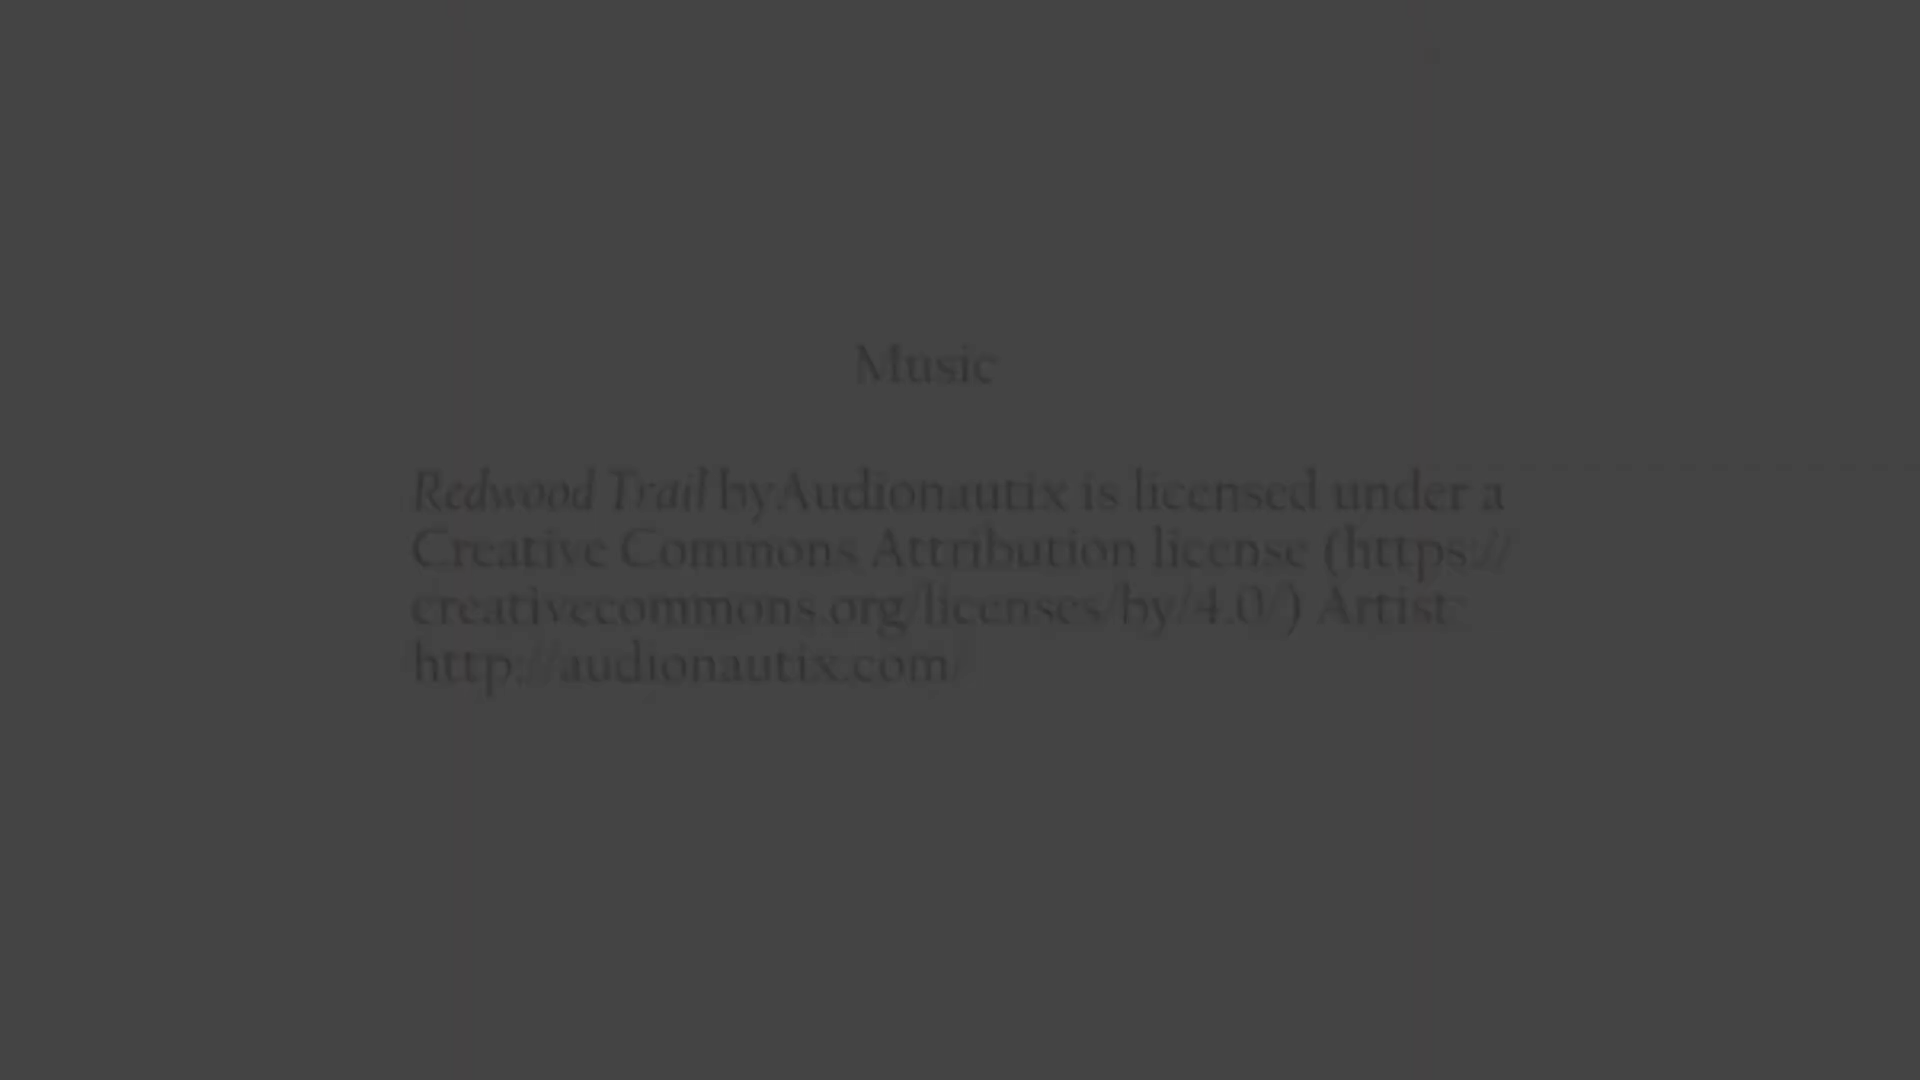 Music
Redwood Trail byAudionautix is licensed under a
Creative Commons Attribution license (https://
creativecommons.org/licenses/by/4.0/) Artist:
http://audionautix.com/